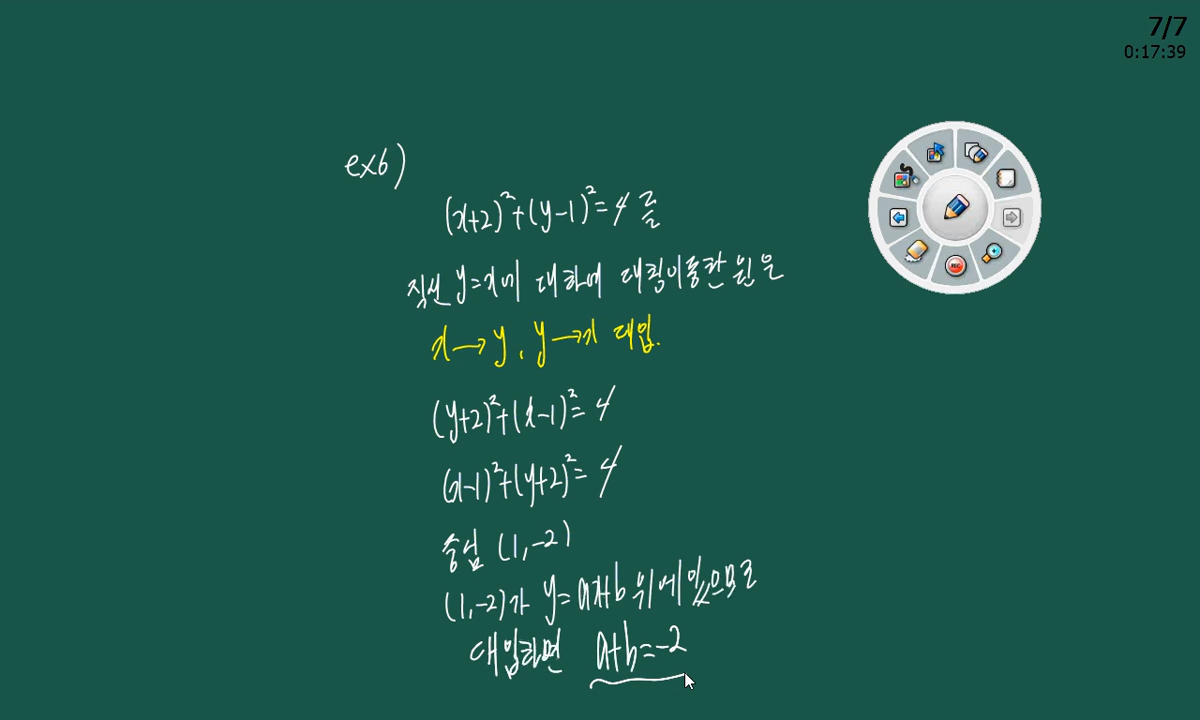 7/7
0:17:39
ex6)
(x+2)²+(y-1)²=4 를
직선 y=x에 대하여 대칭이동한 원은
x→y, y→x 대입.
(y+2)²+(x-1)²=4
(x-1)²+(y+2)²=4
중심 (1,-2)
(1,-2)가 y=ax+b 위에 있으므로
대입하면 a+b=-2
REC